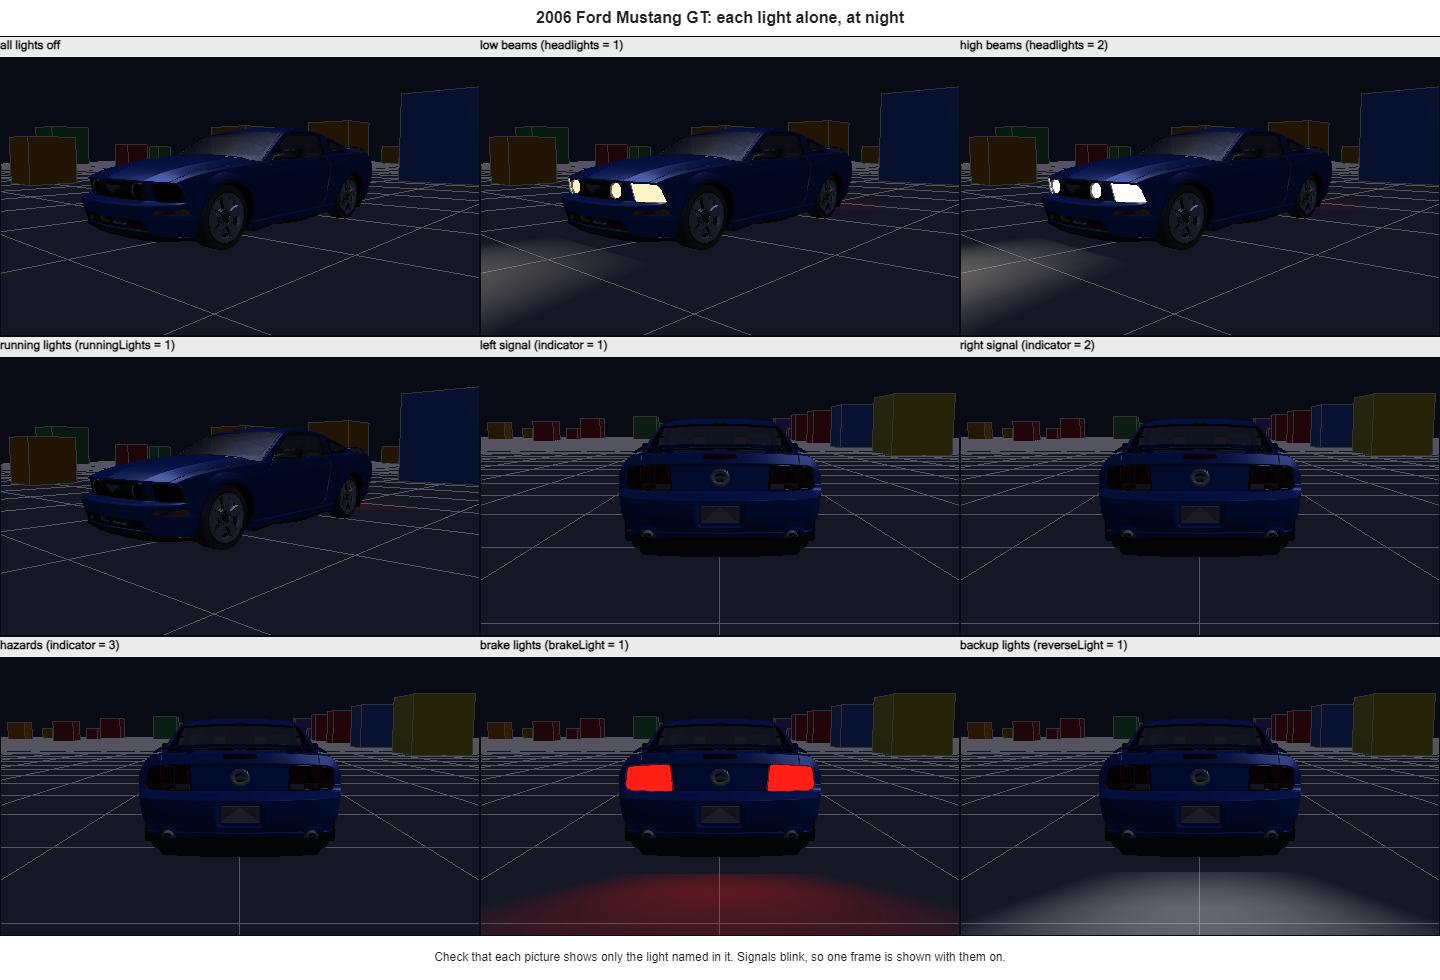 2006 Ford Mustang GT: each light alone, at night
all lights off
low beams (headlights = 1)
high beams (headlights = 2)
running lights (runningLights = 1)
left signal (indicator = 1)
right signal (indicator = 2)
hazards (indicator = 3)
brake lights (brakeLight = 1)
backup lights (reverseLight = 1)
Check that each picture shows only the light named in it. Signals blink, so one frame is shown with them on.